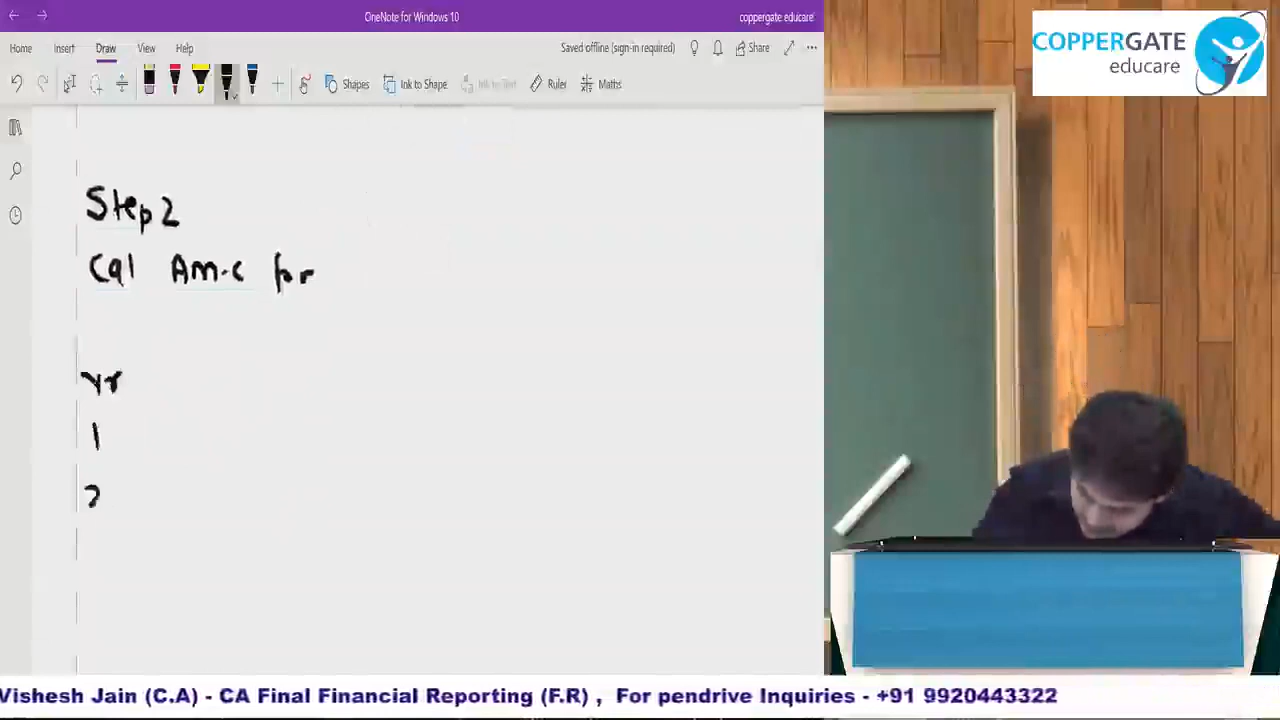 OneNote for Windows 10
coppergate educare
Home Insert Draw View Help
Saved offline (sign-in required)
Share
Shapes
Ink to Shape
Ink to Text
Ruler
Maths
COPPERGATE
educare
Step 2
Cal Am.c for
Yr
1
2
Vishesh Jain (C.A) - CA Final Financial Reporting (F.R) , For pendrive Inquiries - +91 9920443322